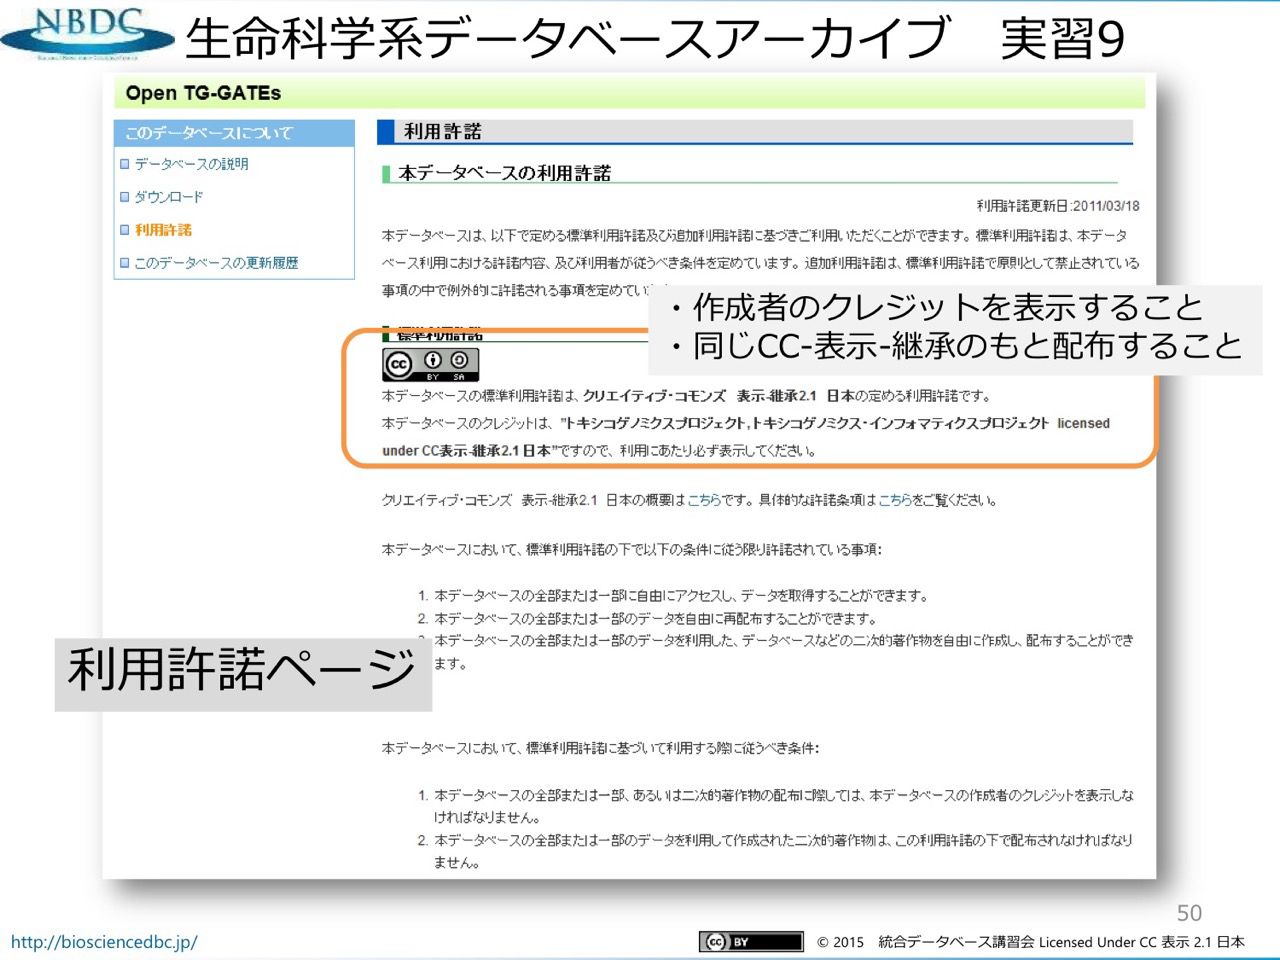 NBDC
生命科学系データベースアーカイブ　実習9
Open TG-GATEs
このデータベースについて
データベースの説明
ダウンロード
利用許諾
このデータベースの更新履歴
利用許諾
本データベースの利用許諾
利用許諾更新日:2011/03/18
本データベースは、以下で定める標準利用許諾及び追加利用許諾に基づきご利用いただくことができます。標準利用許諾は、本データ
ベース利用における許諾内容、及び利用者が従うべき条件を定めています。追加利用許諾は、標準利用許諾で原則として禁止されている
事項の中で例外的に許諾される事項を定めてい
・作成者のクレジットを表示すること
・同じCC-表示-継承のもと配布すること
標準利用許諾
cc BY SA
本データベースの標準利用許諾は、クリエイティブ・コモンズ　表示-継承2.1　日本の定める利用許諾です。
本データベースのクレジットは、"トキシコゲノミクスプロジェクト,トキシコゲノミクス・インフォマティクスプロジェクト　licensed
under CC表示-継承2.1 日本"ですので、利用にあたり必ず表示してください。
クリエイティブ・コモンズ　表示-継承2.1　日本の概要はこちらです。具体的な許諾条項はこちらをご覧ください。
本データベースにおいて、標準利用許諾の下で以下の条件に従う限り許諾されている事項:
1. 本データベースの全部または一部に自由にアクセスし、データを取得することができます。
2. 本データベースの全部または一部のデータを自由に再配布することができます。
本データベースの全部または一部のデータを利用した、データベースなどの二次的著作物を自由に作成し、配布することができ
ます。
利用許諾ページ
本データベースにおいて、標準利用許諾に基づいて利用する際に従うべき条件:
1. 本データベースの全部または一部、あるいは二次的著作物の配布に際しては、本データベースの作成者のクレジットを表示しな
ければなりません。
2. 本データベースの全部または一部のデータを利用して作成された二次的著作物は、この利用許諾の下で配布されなければなり
ません。
50
http://biosciencedbc.jp/
cc BY
© 2015　統合データベース講習会 Licensed Under CC 表示 2.1 日本